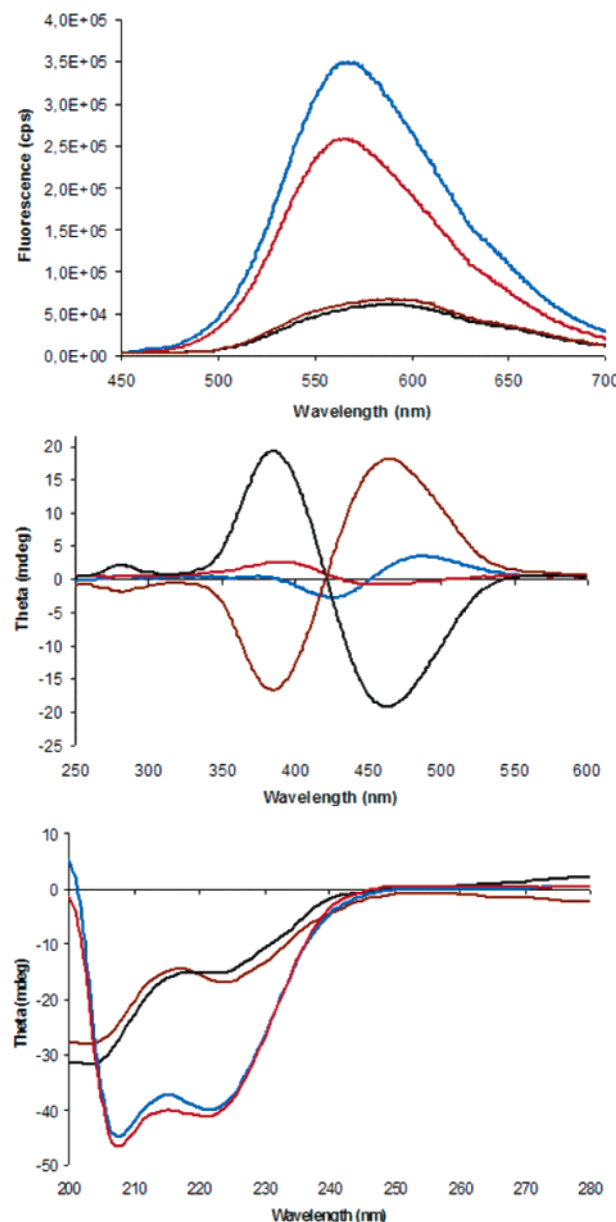 4,0E+05
3,5E+05
3,0E+05
2,5E+05
2,0E+05
1,5E+05
1,0E+05
5,0E+04
0,0E+00
Fluorescence (cps)
450 500 550 600 650 700
Wavelength (nm)
20
15
10
5
0
-5
-10
-15
-20
-25
Theta (mdeg)
250 300 350 400 450 500 550 600
Wavelength (nm)
10
0
-10
-20
-30
-40
-50
Theta(mdeg)
200 210 220 230 240 250 260 270 280
Wavelength (nm)